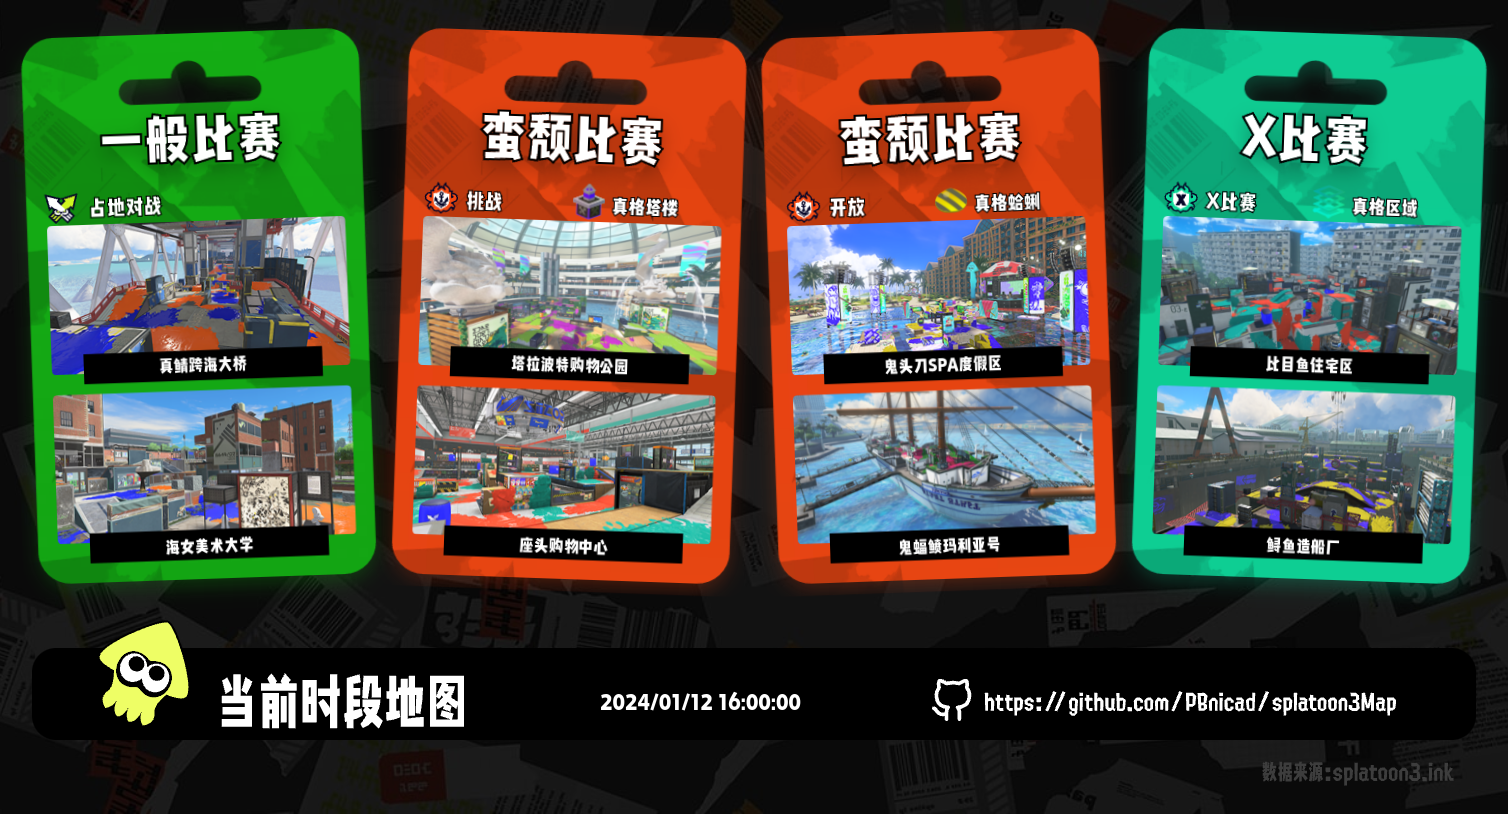 一般比赛
占地对战
真鲷跨海大桥
海女美术大学
蛮颓比赛
挑战
真格塔楼
塔拉波特购物公园
座头购物中心
蛮颓比赛
开放
真格蛤蜊
鬼头刀SPA度假区
鬼蝠鲼玛利亚号
X比赛
X比赛
真格区域
比目鱼住宅区
鲟鱼造船厂
当前时段地图
2024/01/12 16:00:00
https://github.com/PBnicad/splatoon3Map
数据来源:splatoon3.ink